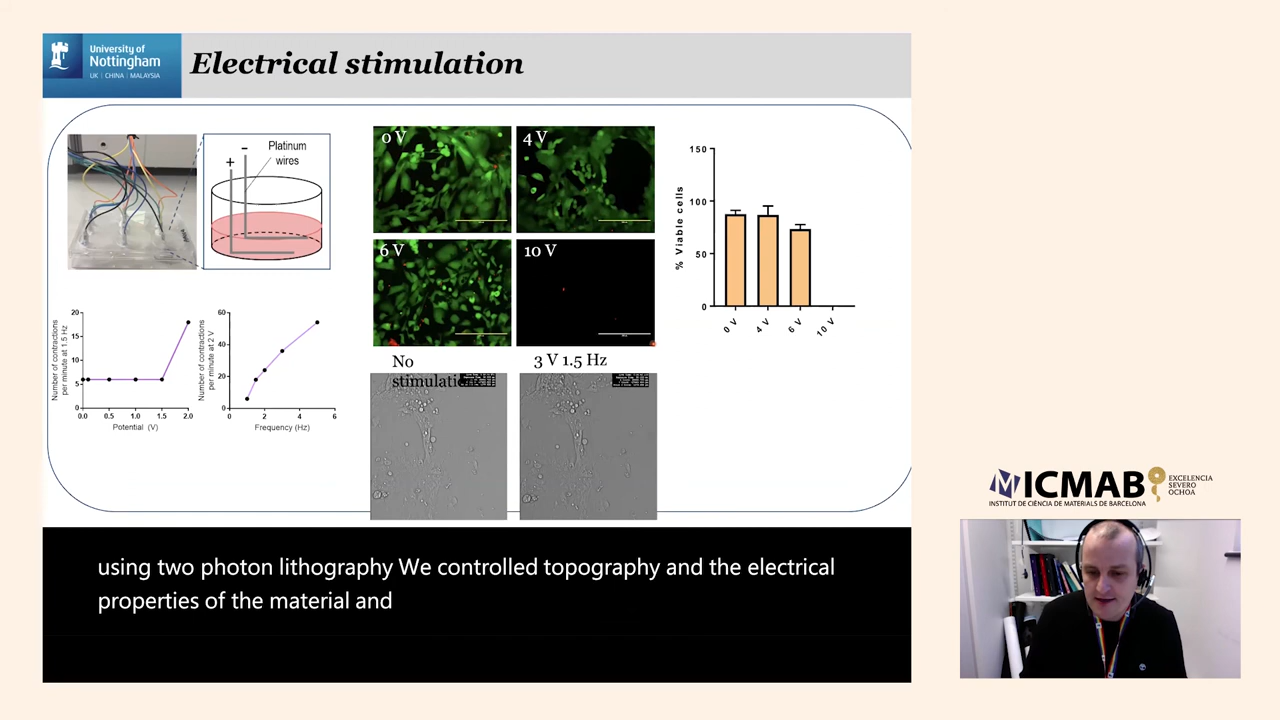 University of
Nottingham
UK | CHINA | MALAYSIA
Electrical stimulation
Platinum
wires
+
-
0 V
4 V
6 V
10 V
% Viable cells
150
100
50
0
0 V
4 V
6 V
10 V
Number of contractions
per minute at 1.5 Hz
20
15
10
5
0
0.0
0.5
1.0
1.5
2.0
Potential (V)
Number of contractions
per minute at 2 V
60
40
20
0
0
2
4
6
Frequency (Hz)
No
stimulation
3 V 1.5 Hz
using two photon lithography We controlled topography and the electrical
properties of the material and
ICMAB
EXCELENCIA
SEVERO
OCHOA
INSTITUT DE CIÈNCIA DE MATERIALS DE BARCELONA